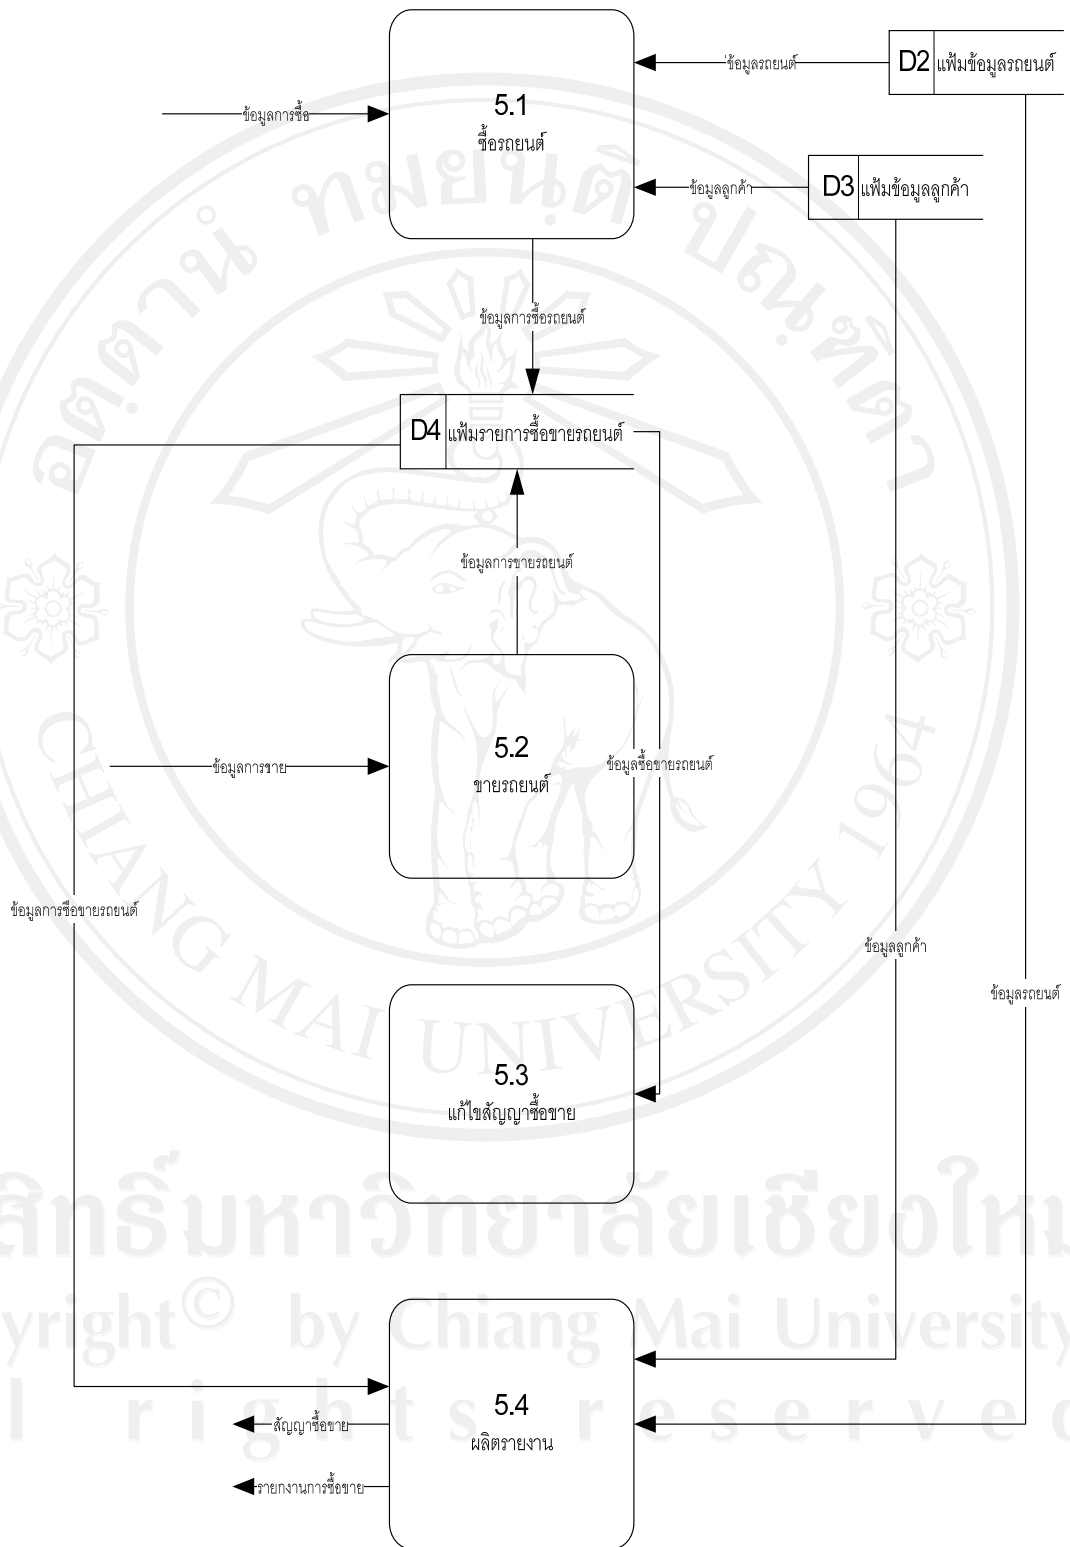 ข้อมูลรถยนต์
D2 แฟ้มข้อมูลรถยนต์
5.1
ข้อมูลการซื้อ
ซื้อรถยนต์
ข้อมูลลูกค้า
D3 แฟ้มข้อมูลลูกค้า
ข้อมูลการซื้อรถยนต์
D4 แฟ้มรายการซื้อขายรถยนต์
ข้อมูลการขายรถยนต์
5.2
ข้อมูลการขาย
ขายรถยนต์
ข้อมูลซื้อขายรถยนต์
ข้อมูลการซื้อขายรถยนต์
ข้อมูลลูกค้า
ข้อมูลรถยนต์
5.3
แก้ไขสัญญาซื้อขาย
5.4
ผลิตรายงาน
สัญญาซื้อขาย
รายกงานการซื้อขาย
CHIANG MAI UNIVERSITY 1964
สิทธิ์มหาวิทยาลัยเชียงใหม
yright© by Chiang Mai University
l rights reserved